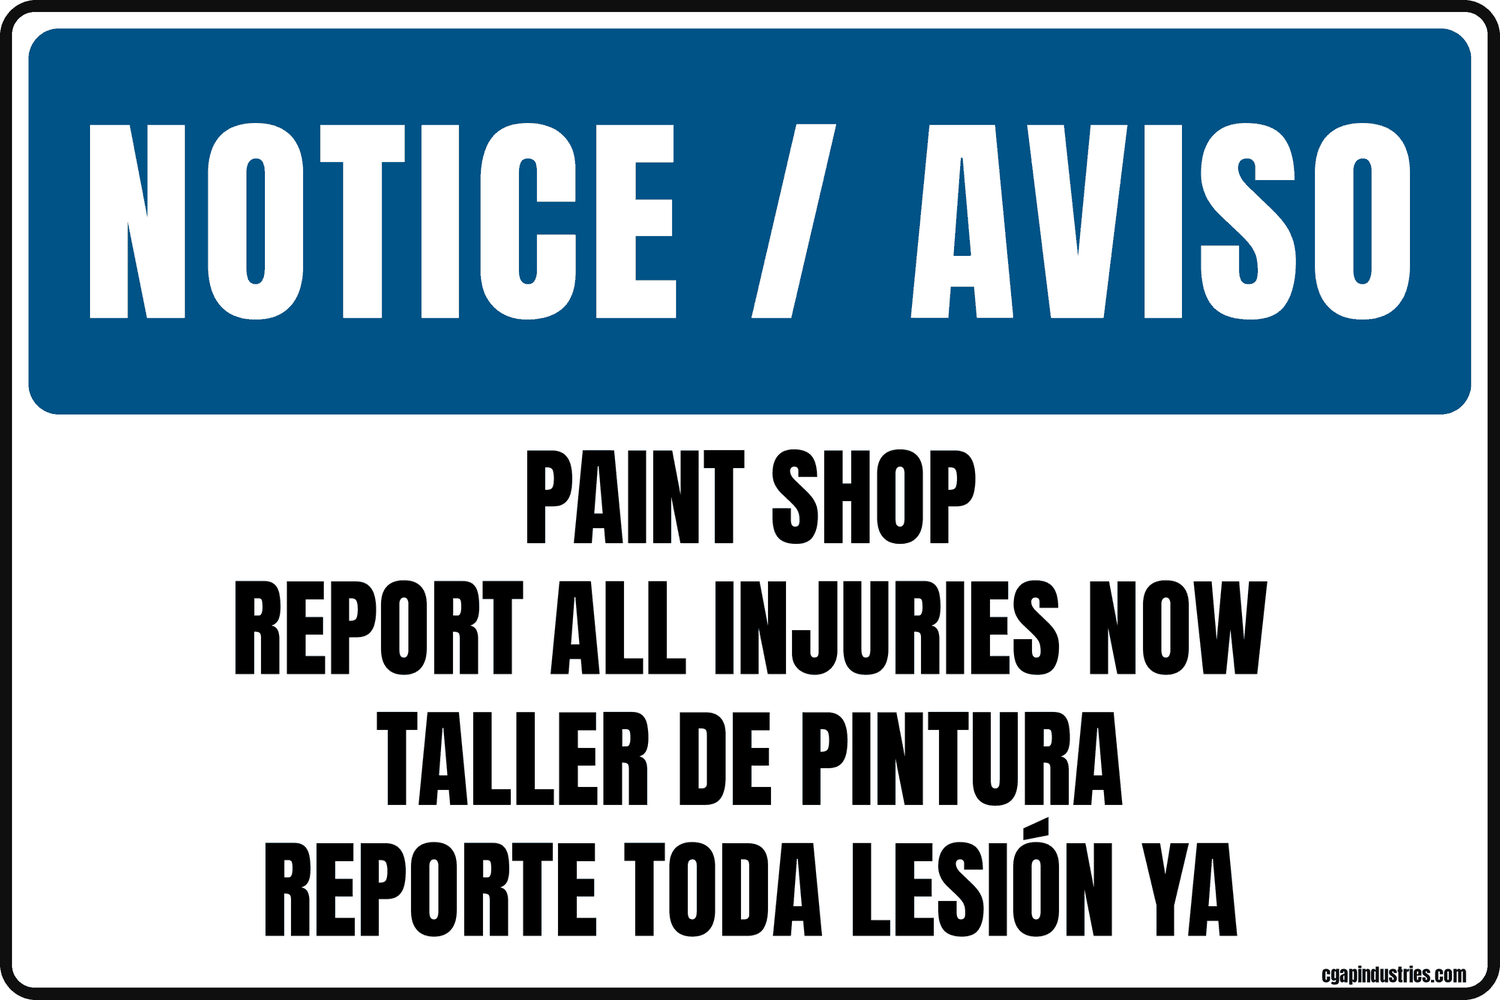 NOTICE / AVISO
PAINT SHOP
REPORT ALL INJURIES NOW
TALLER DE PINTURA
REPORTE TODA LESIÓN YA
cgapindustries.com